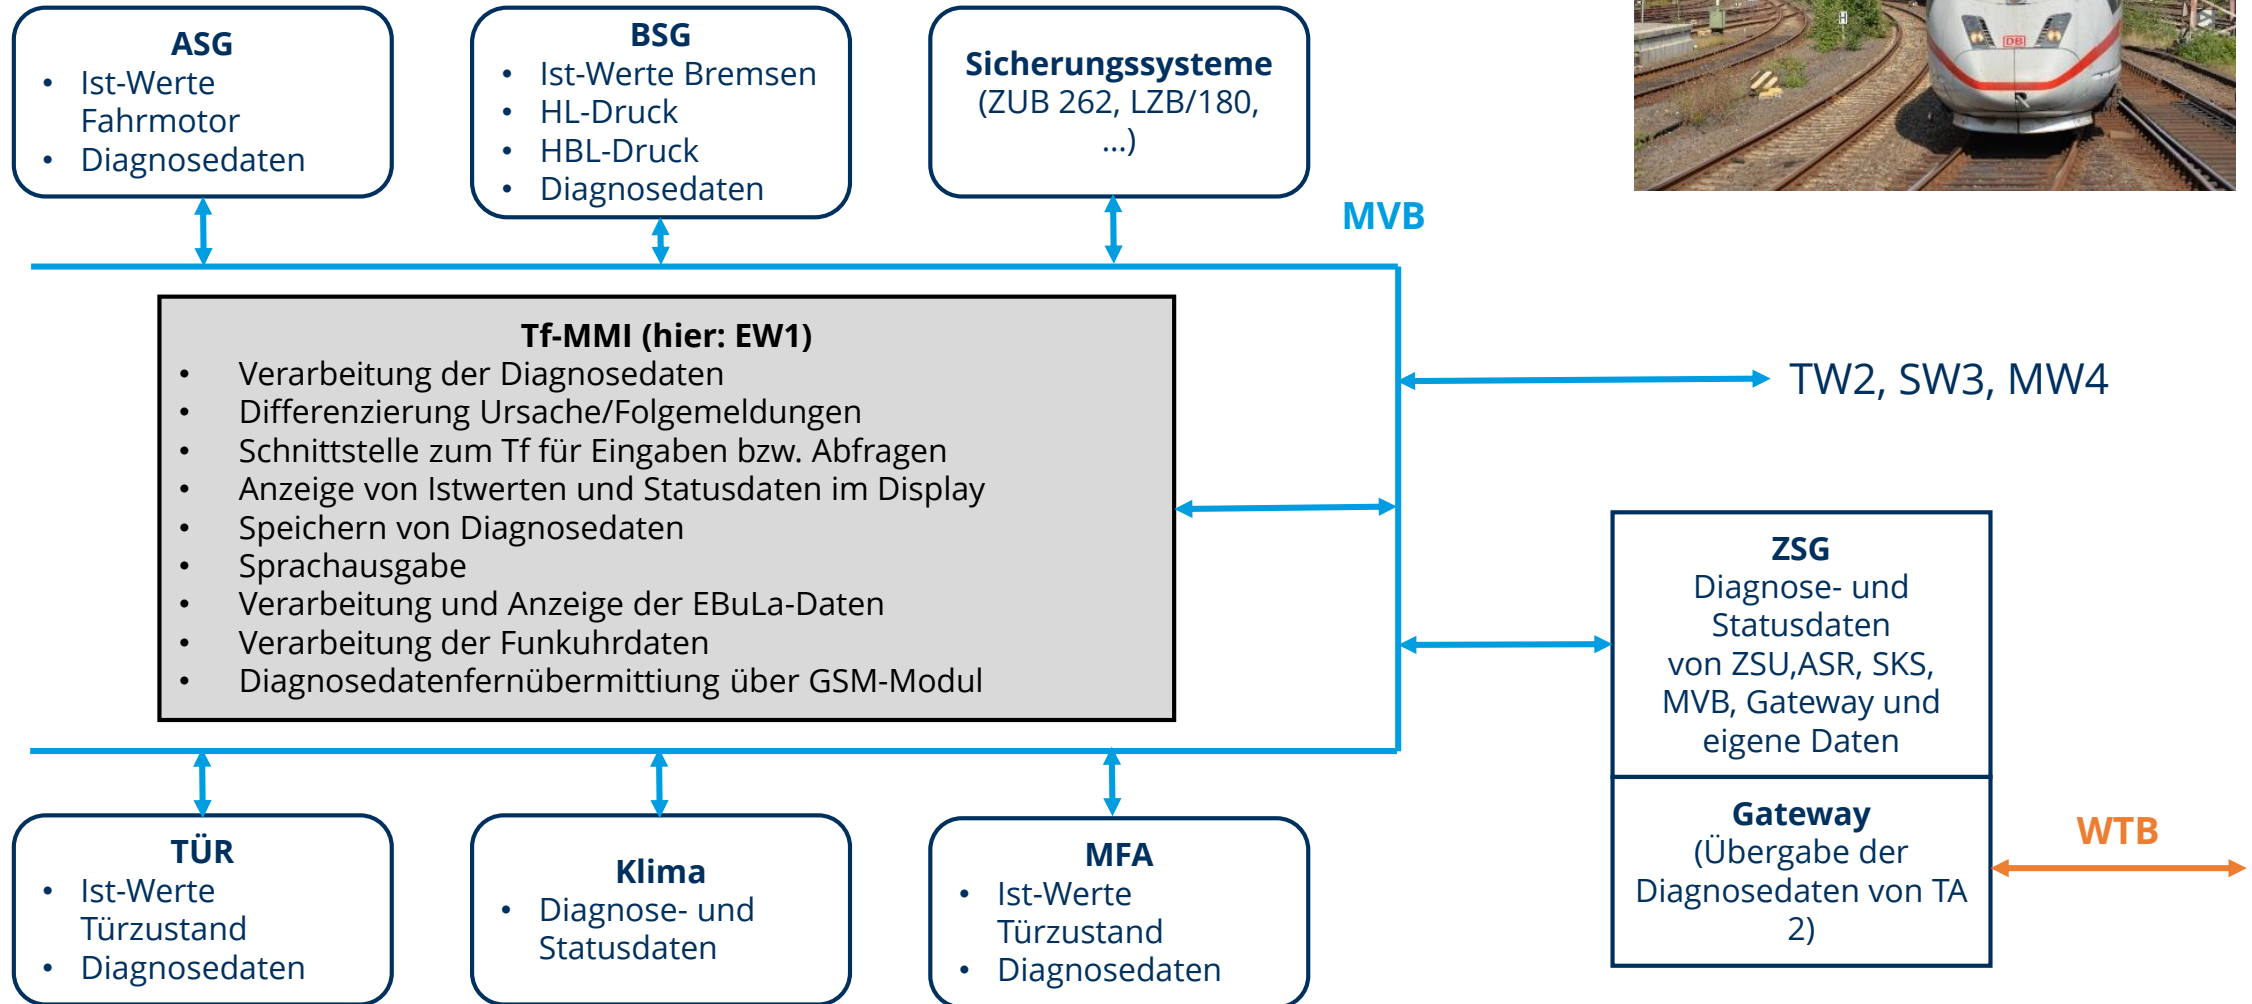 ASG
• Ist-Werte
Fahrmotor
• Diagnosedaten
BSG
• Ist-Werte Bremsen
• HL-Druck
• HBL-Druck
• Diagnosedaten
Sicherungssysteme
(ZUB 262, LZB/180,
...)
DB
MVB
Tf-MMI (hier: EW1)
• Verarbeitung der Diagnosedaten
• Differenzierung Ursache/Folgemeldungen
• Schnittstelle zum Tf für Eingaben bzw. Abfragen
• Anzeige von Istwerten und Statusdaten im Display
• Speichern von Diagnosedaten
• Sprachausgabe
• Verarbeitung und Anzeige der EBuLa-Daten
• Verarbeitung der Funkuhrdaten
• Diagnosedatenfernübermittiung über GSM-Modul
TW2, SW3, MW4
ZSG
Diagnose- und
Statusdaten
von ZSU,ASR, SKS,
MVB, Gateway und
eigene Daten
Gateway
(Übergabe der
Diagnosedaten von TA
2)
WTB
TÜR
• Ist-Werte
Türzustand
• Diagnosedaten
Klima
• Diagnose- und
Statusdaten
MFA
• Ist-Werte
Türzustand
• Diagnosedaten